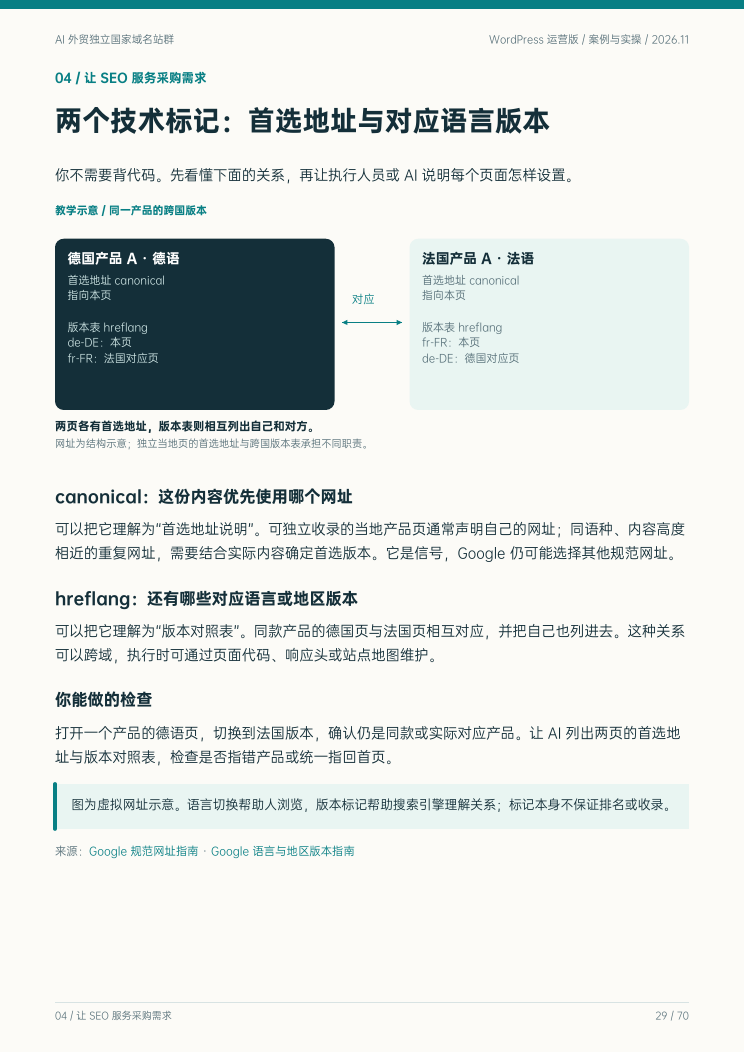 AI 外贸独立国家域名站群
WordPress 运营版 / 案例与实操 / 2026.11
04 / 让 SEO 服务采购需求
两个技术标记：首选地址与对应语言版本
你不需要背代码。先看懂下面的关系，再让执行人员或 AI 说明每个页面怎样设置。
教学示意 / 同一产品的跨国版本
德国产品 A · 德语
首选地址 canonical
指向本页
版本表 hreflang
de-DE：本页
fr-FR：法国对应页
对应
法国产品 A · 法语
首选地址 canonical
指向本页
版本表 hreflang
fr-FR：本页
de-DE：德国对应页
两页各有首选地址，版本表则相互列出自己和对方。
网址为结构示意；独立当地页的首选地址与跨国版本表承担不同职责。
canonical：这份内容优先使用哪个网址
可以把它理解为“首选地址说明”。可独立收录的当地产品页通常声明自己的网址；同语种、内容高度
相近的重复网址，需要结合实际内容确定首选版本。它是信号，Google 仍可能选择其他规范网址。
hreflang：还有哪些对应语言或地区版本
可以把它理解为“版本对照表”。同款产品的德国页与法国页相互对应，并把自己也列进去。这种关系
可以跨域，执行时可通过页面代码、响应头或站点地图维护。
你能做的检查
打开一个产品的德语页，切换到法国版本，确认仍是同款或实际对应产品。让 AI 列出两页的首选地
址与版本对照表，检查是否指错产品或统一指回首页。
图为虚拟网址示意。语言切换帮助人浏览，版本标记帮助搜索引擎理解关系；标记本身不保证排名或收录。
来源：Google 规范网址指南 · Google 语言与地区版本指南
04 / 让 SEO 服务采购需求
29 / 70